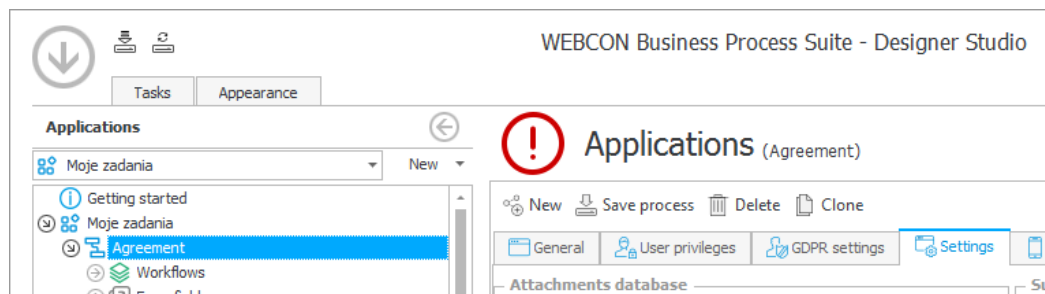 WEBCON Business Process Suite - Designer Studio
Tasks Appearance
Applications
Moje zadania New
Getting started
Moje zadania
Agreement
Workflows
Applications (Agreement)
New Save process Delete Clone
General User privileges GDPR settings Settings
Attachments database